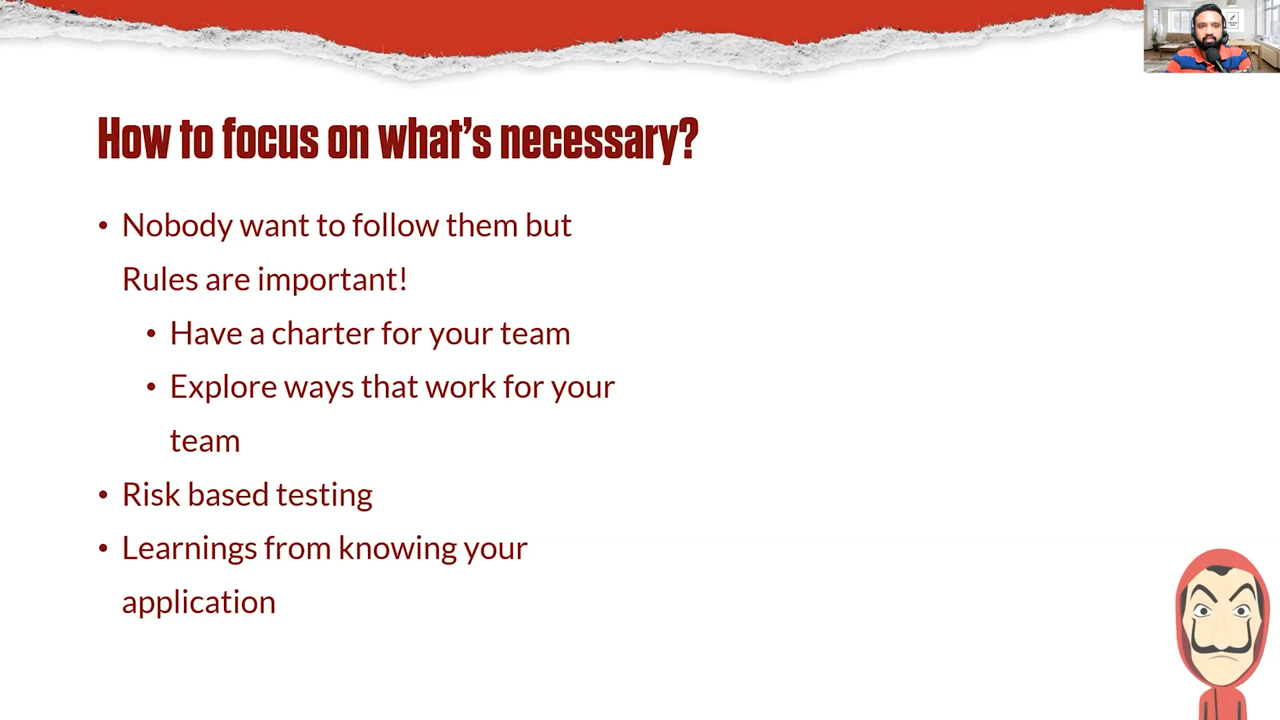 How to focus on what's necessary?
• Nobody want to follow them but
Rules are important!
• Have a charter for your team
• Explore ways that work for your
team
• Risk based testing
• Learnings from knowing your
application